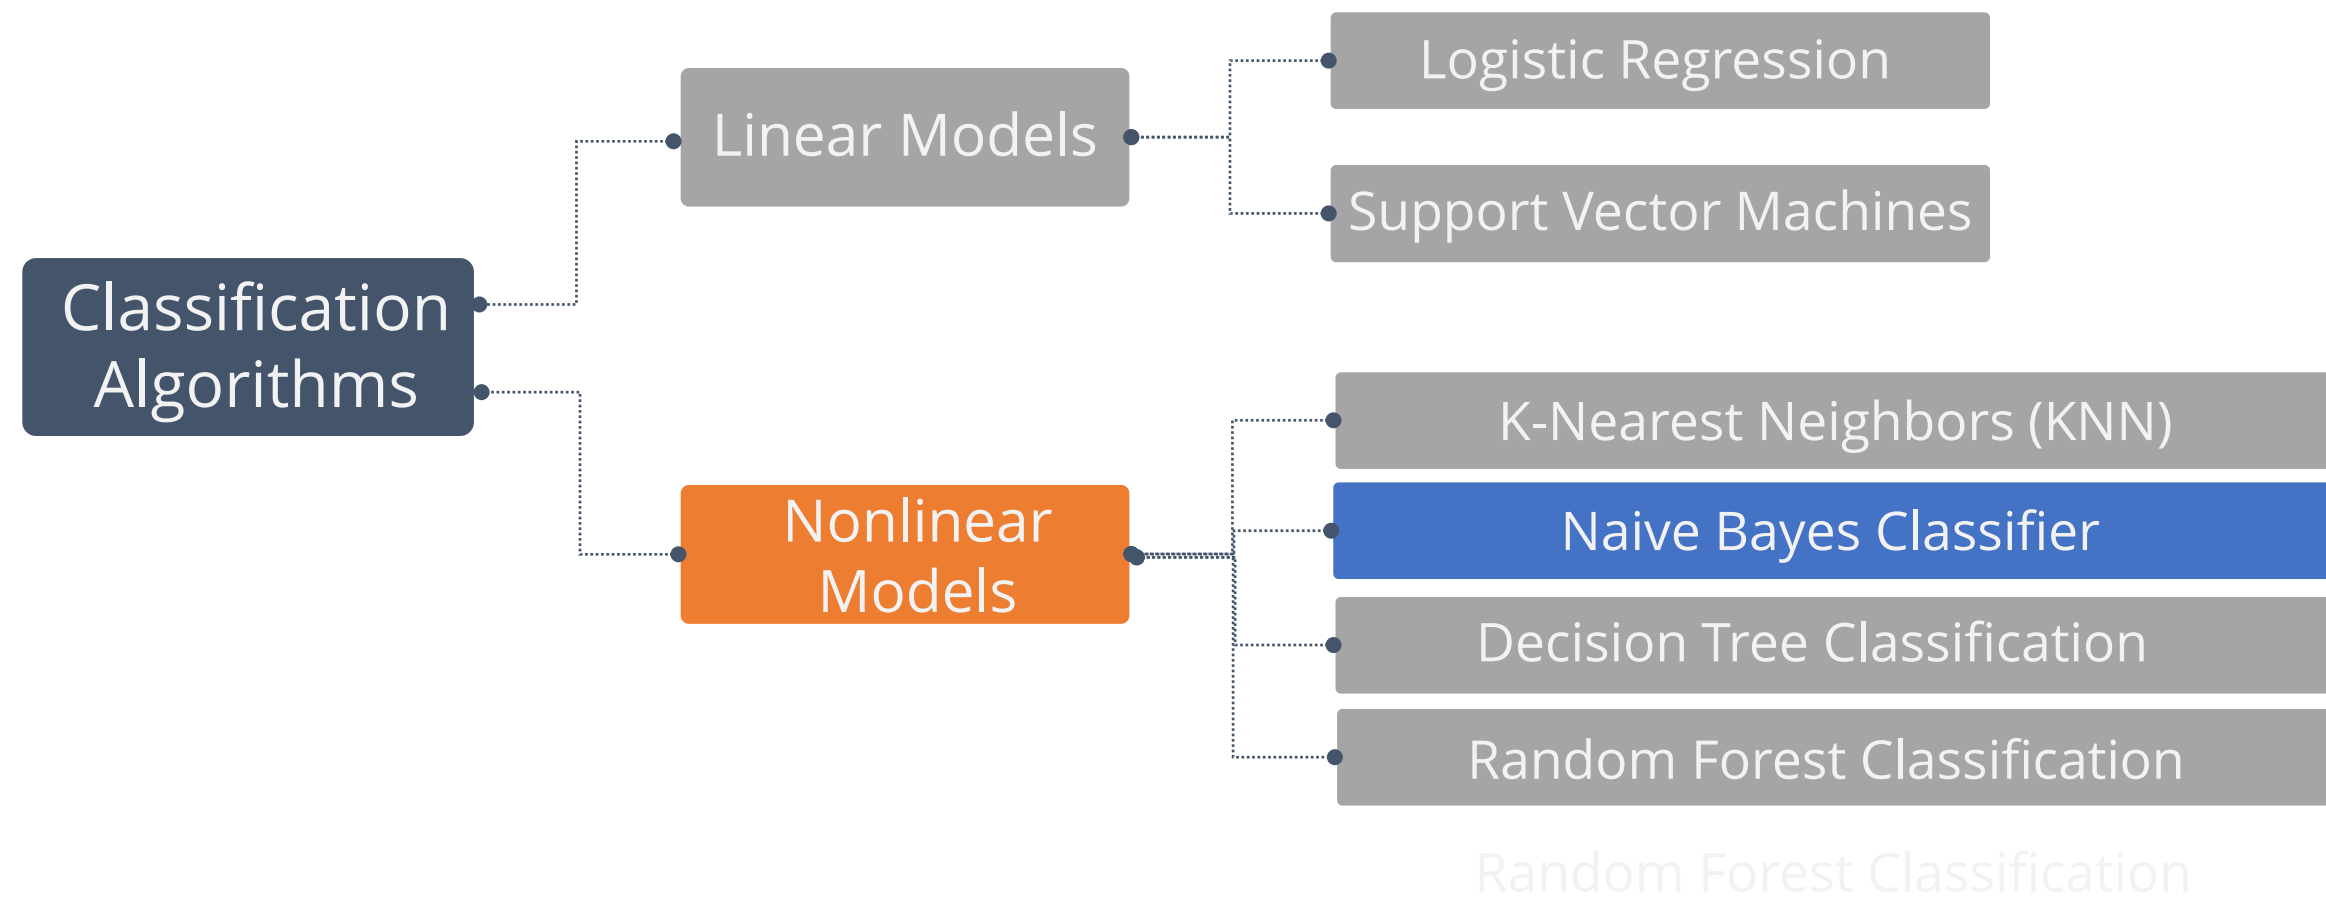 Classification
Algorithms
Linear Models
Logistic Regression
Support Vector Machines
Nonlinear
Models
K-Nearest Neighbors (KNN)
Naive Bayes Classifier
Decision Tree Classification
Random Forest Classification
Random Forest Classification